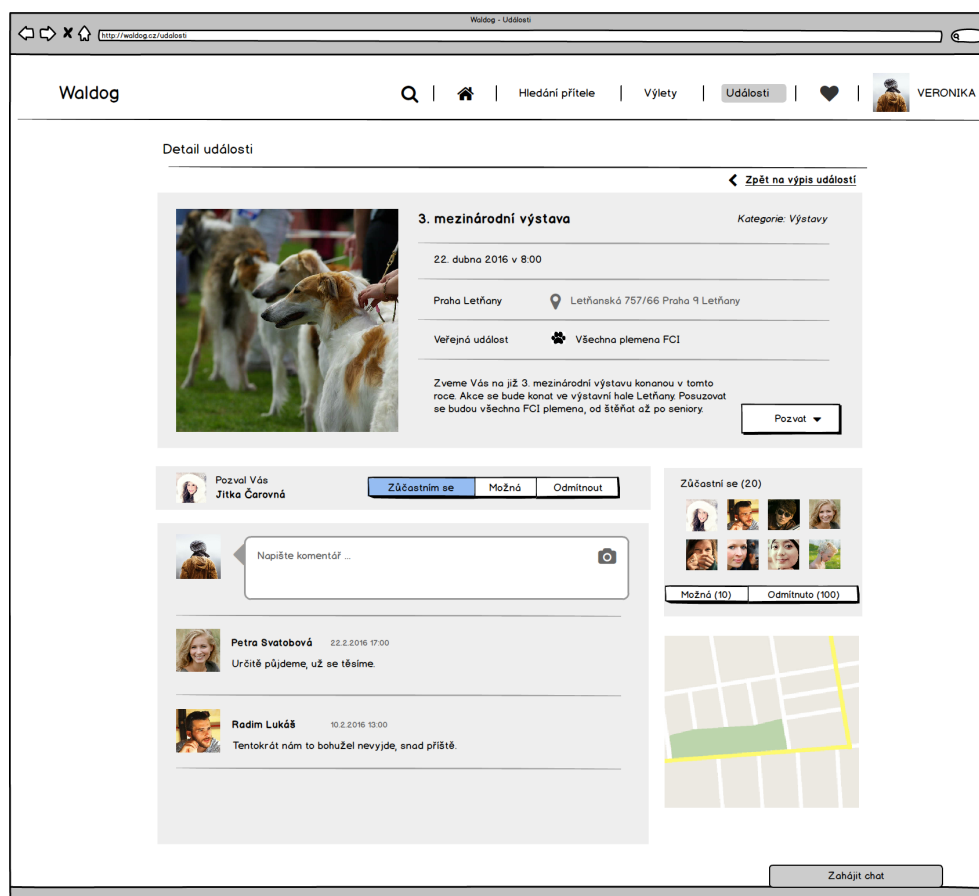 Waldog - Události
http://waldog.cz/udalosti
Waldog
Hledání přítele
Výlety
Události
VERONIKA
Detail události
Zpět na výpis událostí
3. mezinárodní výstava
Kategorie: Výstavy
22. dubna 2016 v 8:00
Praha Letňany
Letňanská 757/66 Praha 9 Letňany
Veřejná událost
Všechna plemena FCI
Zveme Vás na již 3. mezinárodní výstavu konanou v tomto
roce. Akce se bude konat ve výstavní hale Letňany. Posuzovat
se budou všechna FCI plemena, od štěňat až po seniory.
Pozvat
Pozval Vás
Jitka Čarovná
Zůčastním se
Možná
Odmítnout
Zůčastní se (20)
Možná (10)
Odmítnuto (100)
Napište komentář ...
Petra Svatobová 22.2.2016 17:00
Určitě půjdeme, už se těsíme.
Radim Lukáš 10.2.2016 13:00
Tentokrát nám to bohužel nevyjde, snad příště.
Zahájit chat